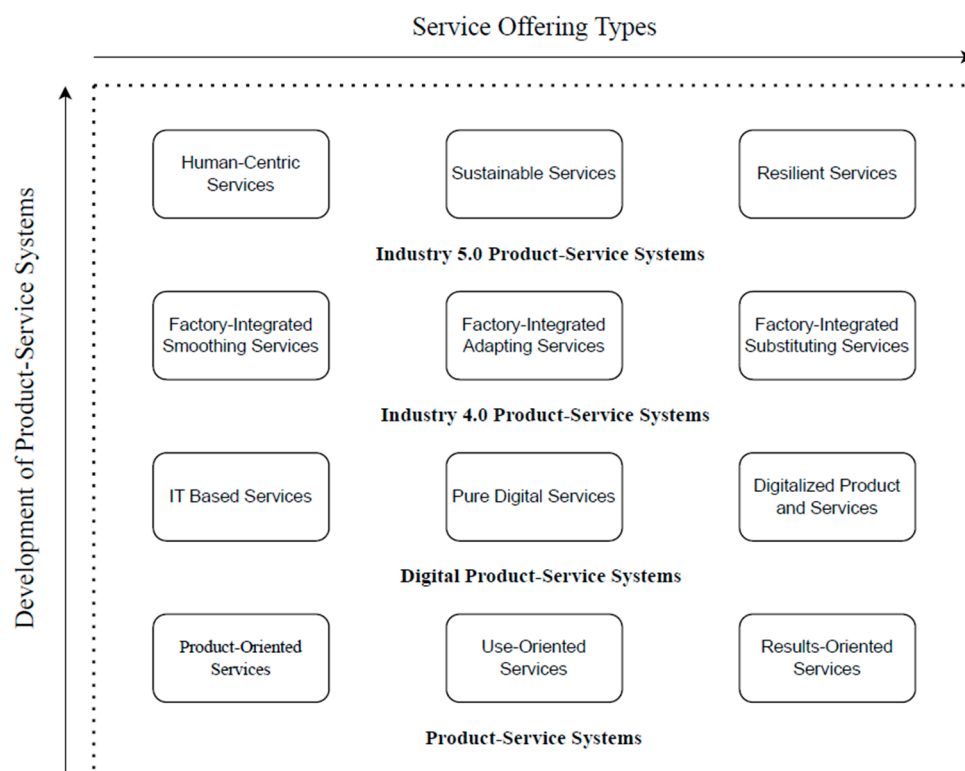 Service Offering Types
Development of Product-Service Systems
Human-Centric
Services
Sustainable Services
Resilient Services
Industry 5.0 Product-Service Systems
Factory-Integrated
Smoothing Services
Factory-Integrated
Adapting Services
Factory-Integrated
Substituting Services
Industry 4.0 Product-Service Systems
IT Based Services
Pure Digital Services
Digitalized Product
and Services
Digital Product-Service Systems
Product-Oriented
Services
Use-Oriented
Services
Results-Oriented
Services
Product-Service Systems